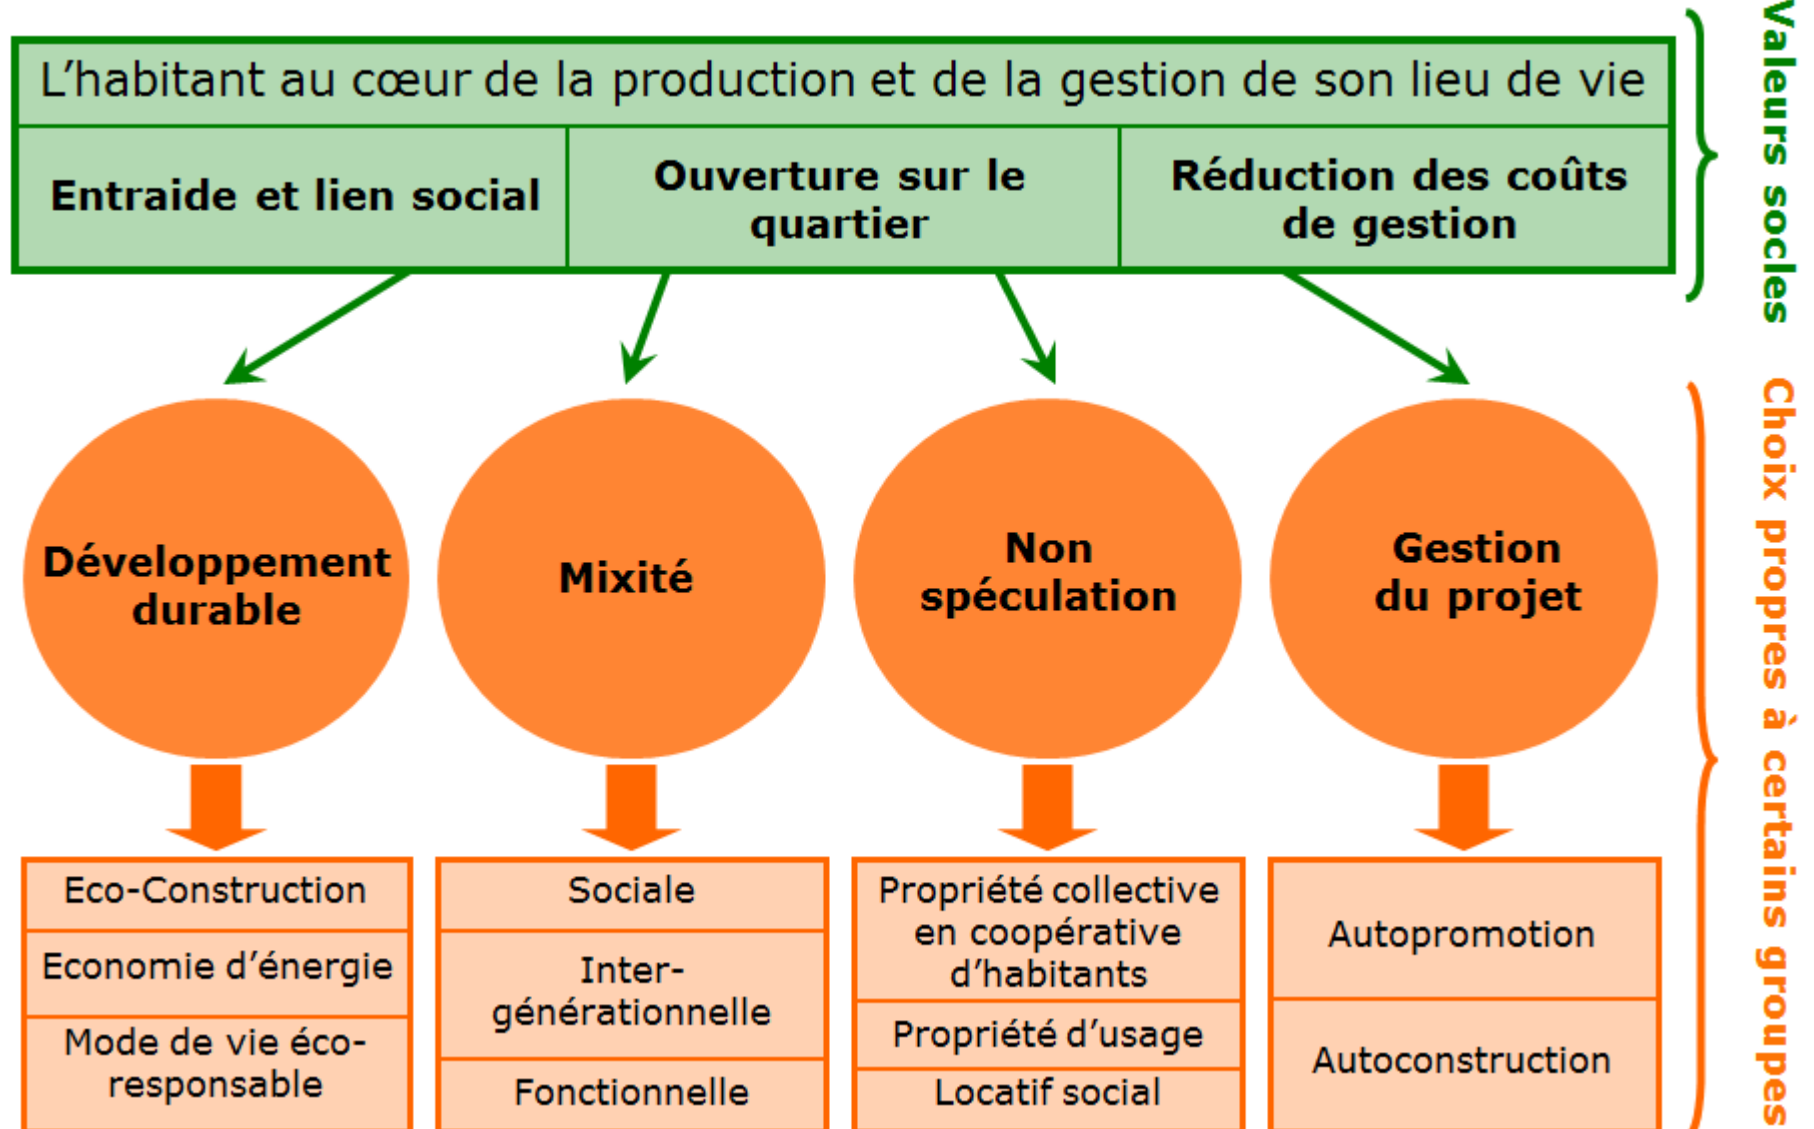 L'habitant au cœur de la production et de la gestion de son lieu de vie
Entraide et lien social
Ouverture sur le
quartier
Réduction des coûts
de gestion
Valeurs socles
Développement
durable
Mixité
Non
spéculation
Gestion
du projet
Choix propres à certains groupes
Eco-Construction
Economie d'énergie
Mode de vie éco-
responsable
Sociale
Inter-
générationnelle
Fonctionnelle
Propriété collective
en coopérative
d'habitants
Propriété d'usage
Locatif social
Autopromotion
Autoconstruction